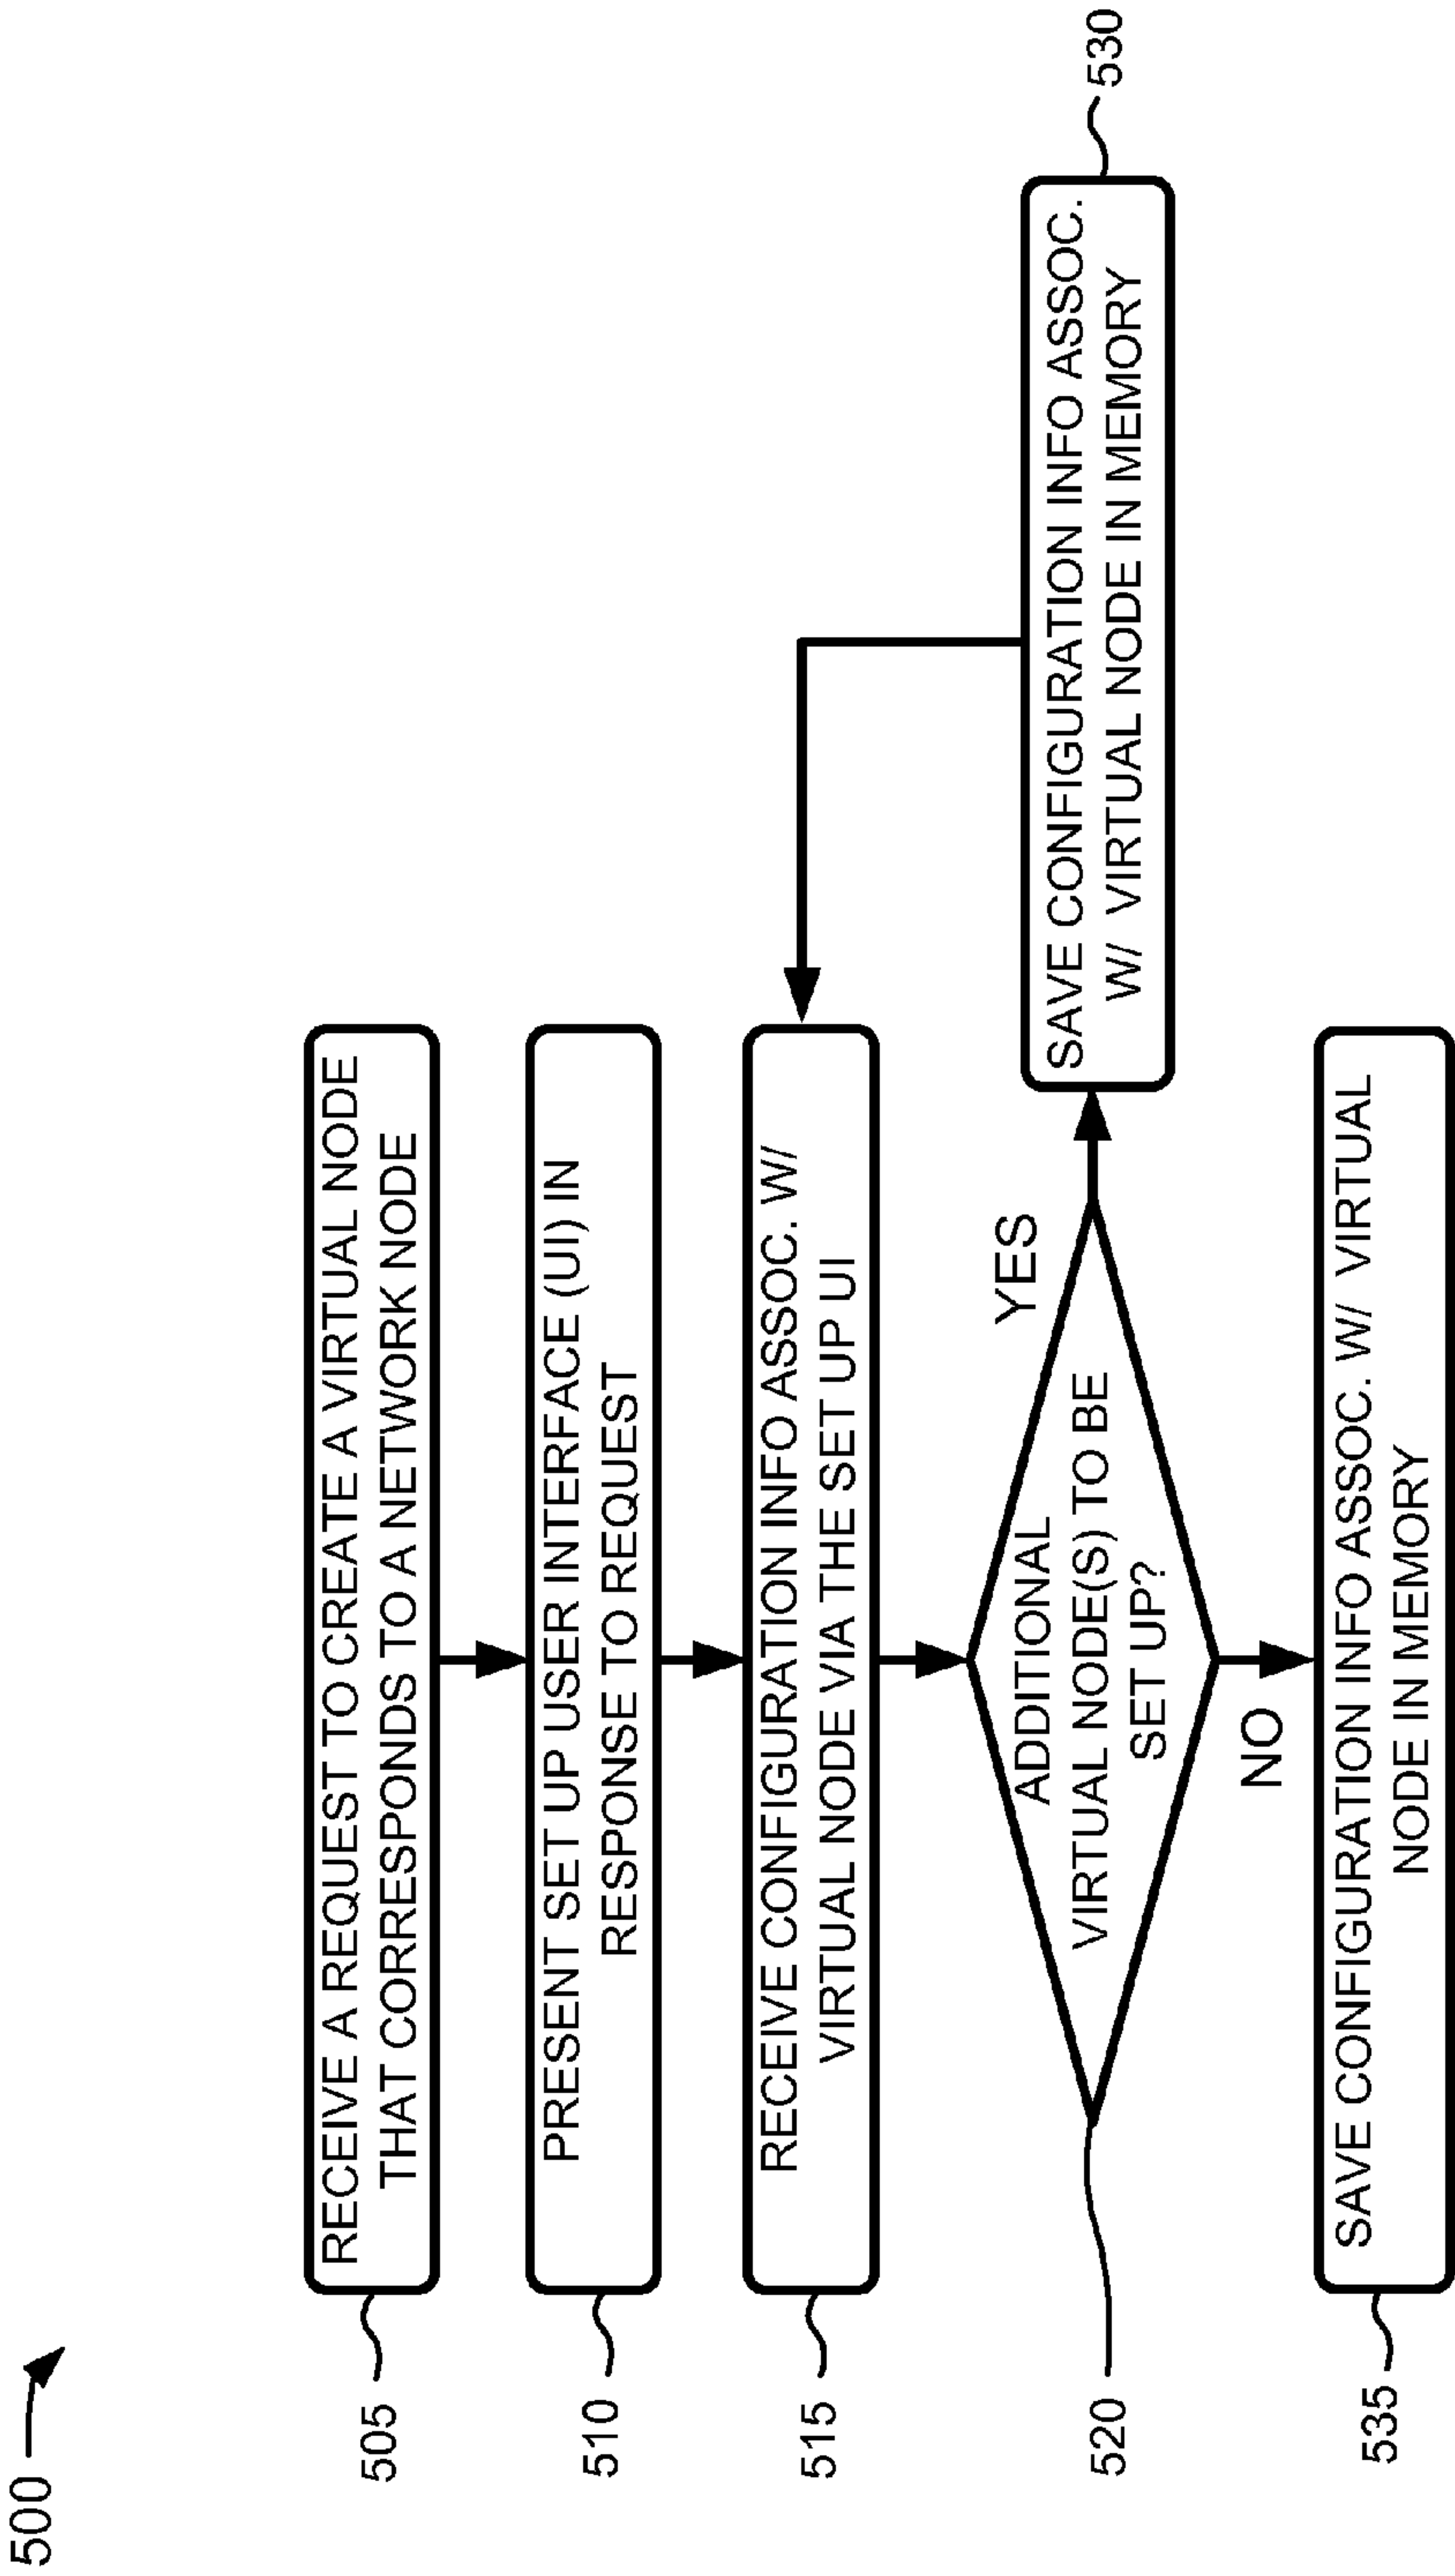 500
505
RECEIVE A REQUEST TO CREATE A VIRTUAL NODE
THAT CORRESPONDS TO A NETWORK NODE
510
PRESENT SET UP USER INTERFACE (UI) IN
RESPONSE TO REQUEST
515
RECEIVE CONFIGURATION INFO ASSOC. W/
VIRTUAL NODE VIA THE SET UP UI
520
ADDITIONAL
VIRTUAL NODE(S) TO BE
SET UP?
YES
SAVE CONFIGURATION INFO ASSOC.
W/ VIRTUAL NODE IN MEMORY
530
NO
535
SAVE CONFIGURATION INFO ASSOC. W/ VIRTUAL
NODE IN MEMORY